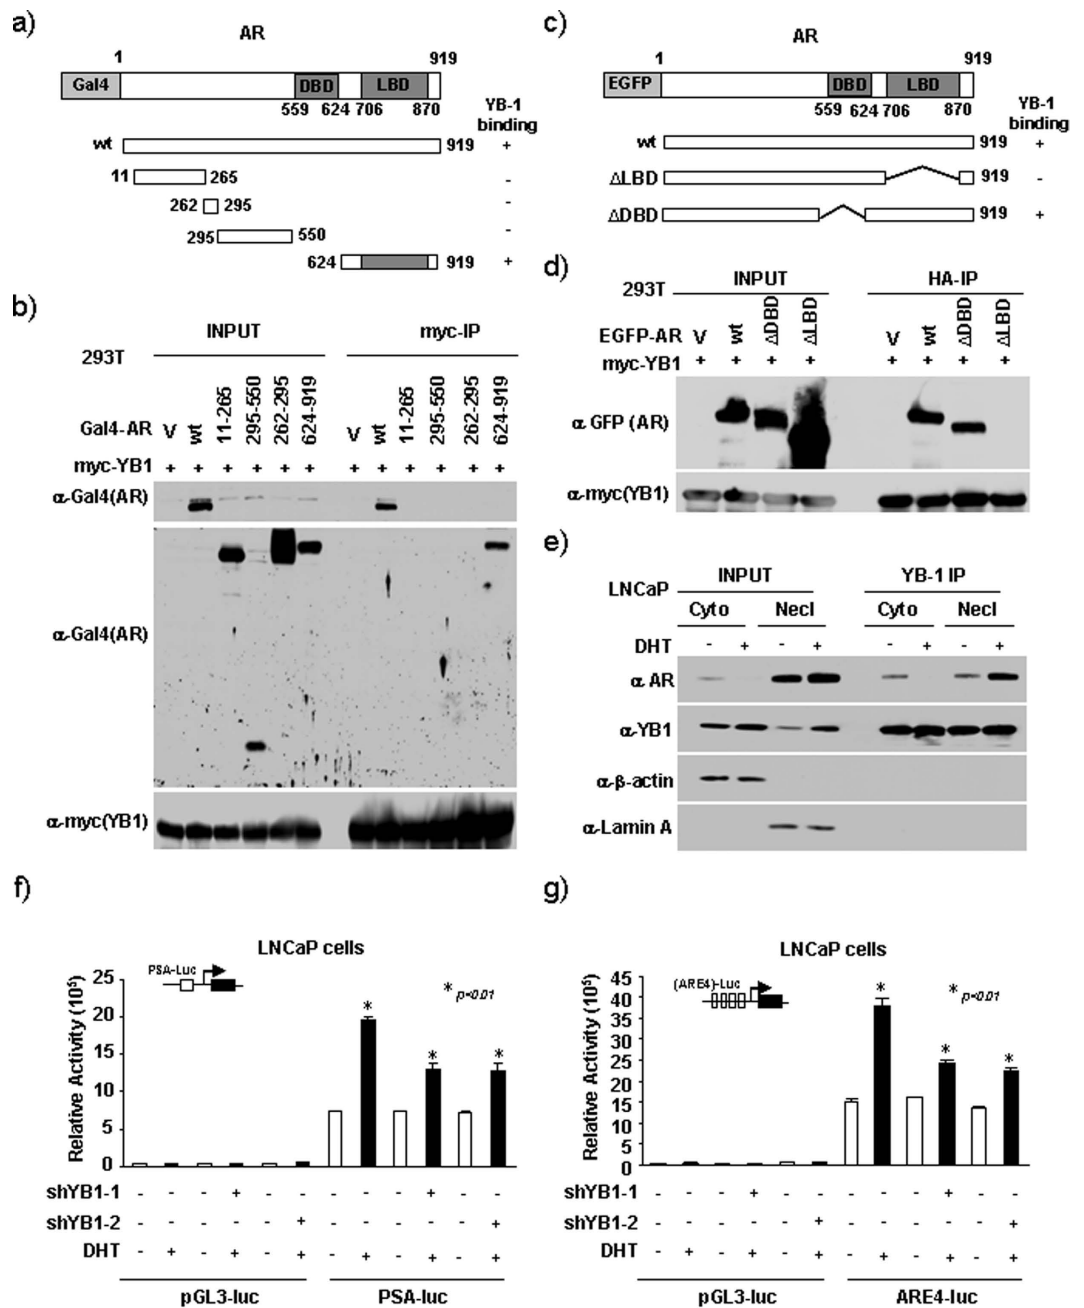 a)
AR
1 919
Gal4 DBD LBD
559 624 706 870
YB-1 binding
wt 919 +
11 265 -
262 295 -
295 550 -
624 919 +
b)
INPUT myc-IP
293T
Gal4-AR V wt 11-265 295-550 262-295 624-919 V wt 11-265 295-550 262-295 624-919
myc-YB1 + + + + + + + + + + + +
α-Gal4(AR)
α-Gal4(AR)
α-myc(YB1)
c)
AR
1 919
EGFP DBD LBD
559 624 706 870
YB-1 binding
wt 919 +
ΔLBD 919 -
ΔDBD 919 +
d)
INPUT HA-IP
293T
EGFP-AR V wt ΔDBD ΔLBD V wt ΔDBD ΔLBD
myc-YB1 + + + + + + + +
α GFP (AR)
α-myc(YB1)
e)
INPUT YB-1 IP
LNCaP
Cyto Necl Cyto Necl
DHT - + - + - + - +
α AR
α-YB1
α-β-actin
α-Lamin A
f)
LNCaP cells
PSA-Luc
* p<0.01
Relative Activity (10⁵)
25
20
15
10
5
0
* * *
shYB1-1 - - - + - - - - - + - -
shYB1-2 - - - - - + - - - - - +
DHT - + - + - + - + - + - +
pGL3-luc PSA-luc
g)
LNCaP cells
(ARE4)-Luc
* p<0.01
Relative Activity (10⁵)
45
40
35
30
25
20
15
10
5
0
* * *
shYB1-1 - - - + - - - - - + - -
shYB1-2 - - - - - + - - - - - +
DHT - + - + - + - + - + - +
pGL3-luc ARE4-luc